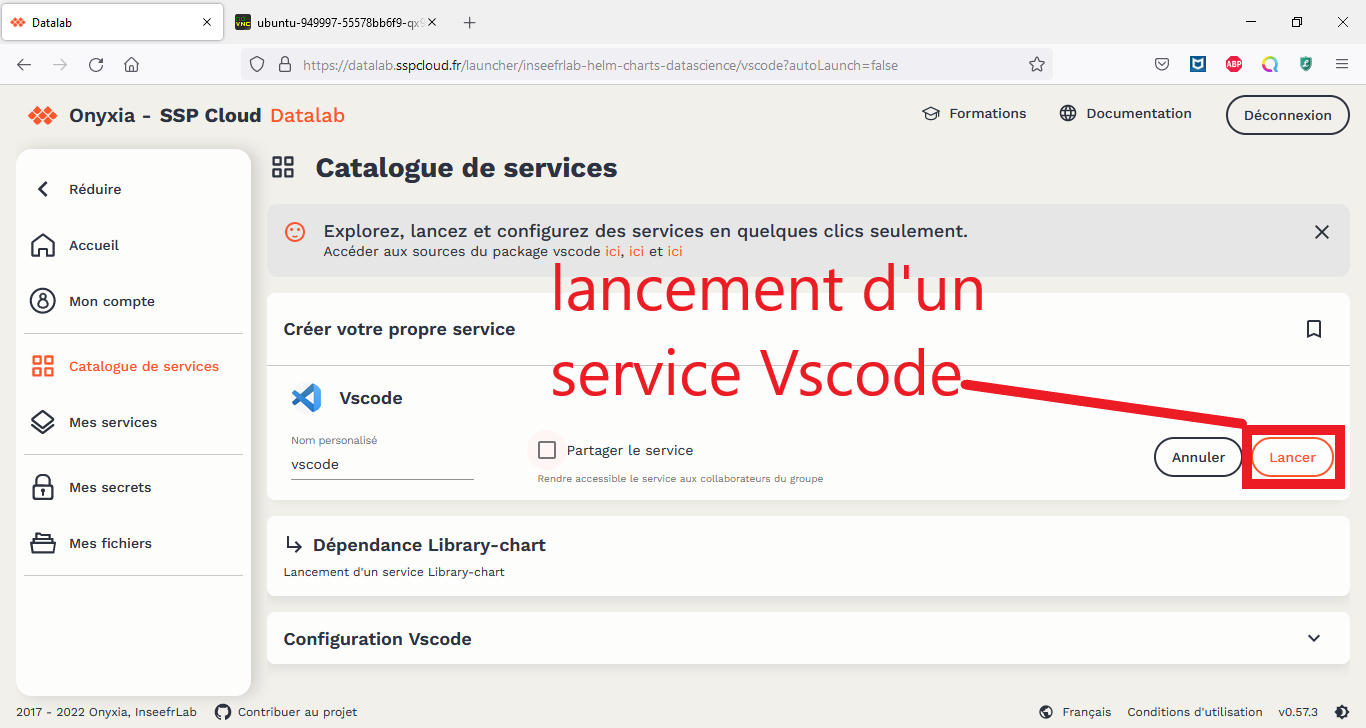 Datalab
ubuntu-949997-55578bb6f9-qx9
https://datalab.sspcloud.fr/launcher/inseefrlab-helm-charts-datascience/vscode?autoLaunch=false
ABP
Onyxia - SSP Cloud Datalab
Formations
Documentation
Déconnexion
Réduire
Accueil
Mon compte
Catalogue de services
Mes services
Mes secrets
Mes fichiers
Catalogue de services
Explorez, lancez et configurez des services en quelques clics seulement.
Accéder aux sources du package vscode ici, ici et ici
lancement d'un
service Vscode
Créer votre propre service
Vscode
Nom personalisé
vscode
Partager le service
Rendre accessible le service aux collaborateurs du groupe
Annuler
Lancer
Dépendance Library-chart
Lancement d'un service Library-chart
Configuration Vscode
2017 - 2022 Onyxia, InseefrLab
Contribuer au projet
Français
Conditions d'utilisation
v0.57.3